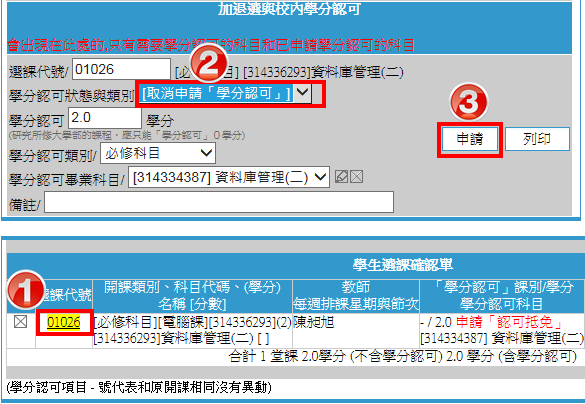 加退選與校內學分認可
會出現在此處的,只有需要學分認可的科目和已申請學分認可的科目
選課代號/ 01026 [必 科目] [314336293]資料庫管理(二)
2
學分認可狀態與類別 [取消申請「學分認可」]
3
學分認可 2.0 學分
(研究所修大學部的課程，應只能「學分認可」0學分)
申請 列印
學分認可類別/ 必修科目
學分認可畢業科目/ [314334387] 資料庫管理(二)
備註/
學生選課確認單
1
選課代號 開課類別、科目代碼、(學分) 名稱 [分數] 教師 每週排課星期與節次 「學分認可」課別/學分 學分認可科目
01026 [必修科目][電腦課][314336293](2) 陳昶旭 - / 2.0 申請「認可抵免」
[314336293]資料庫管理(二) [ ] [314334387] 資料庫管理(二)
合計 1 堂課 2.0學分 (不含學分認可) 2.0 學分 (含學分認可)
(學分認可項目 - 號代表和原開課相同沒有異動)